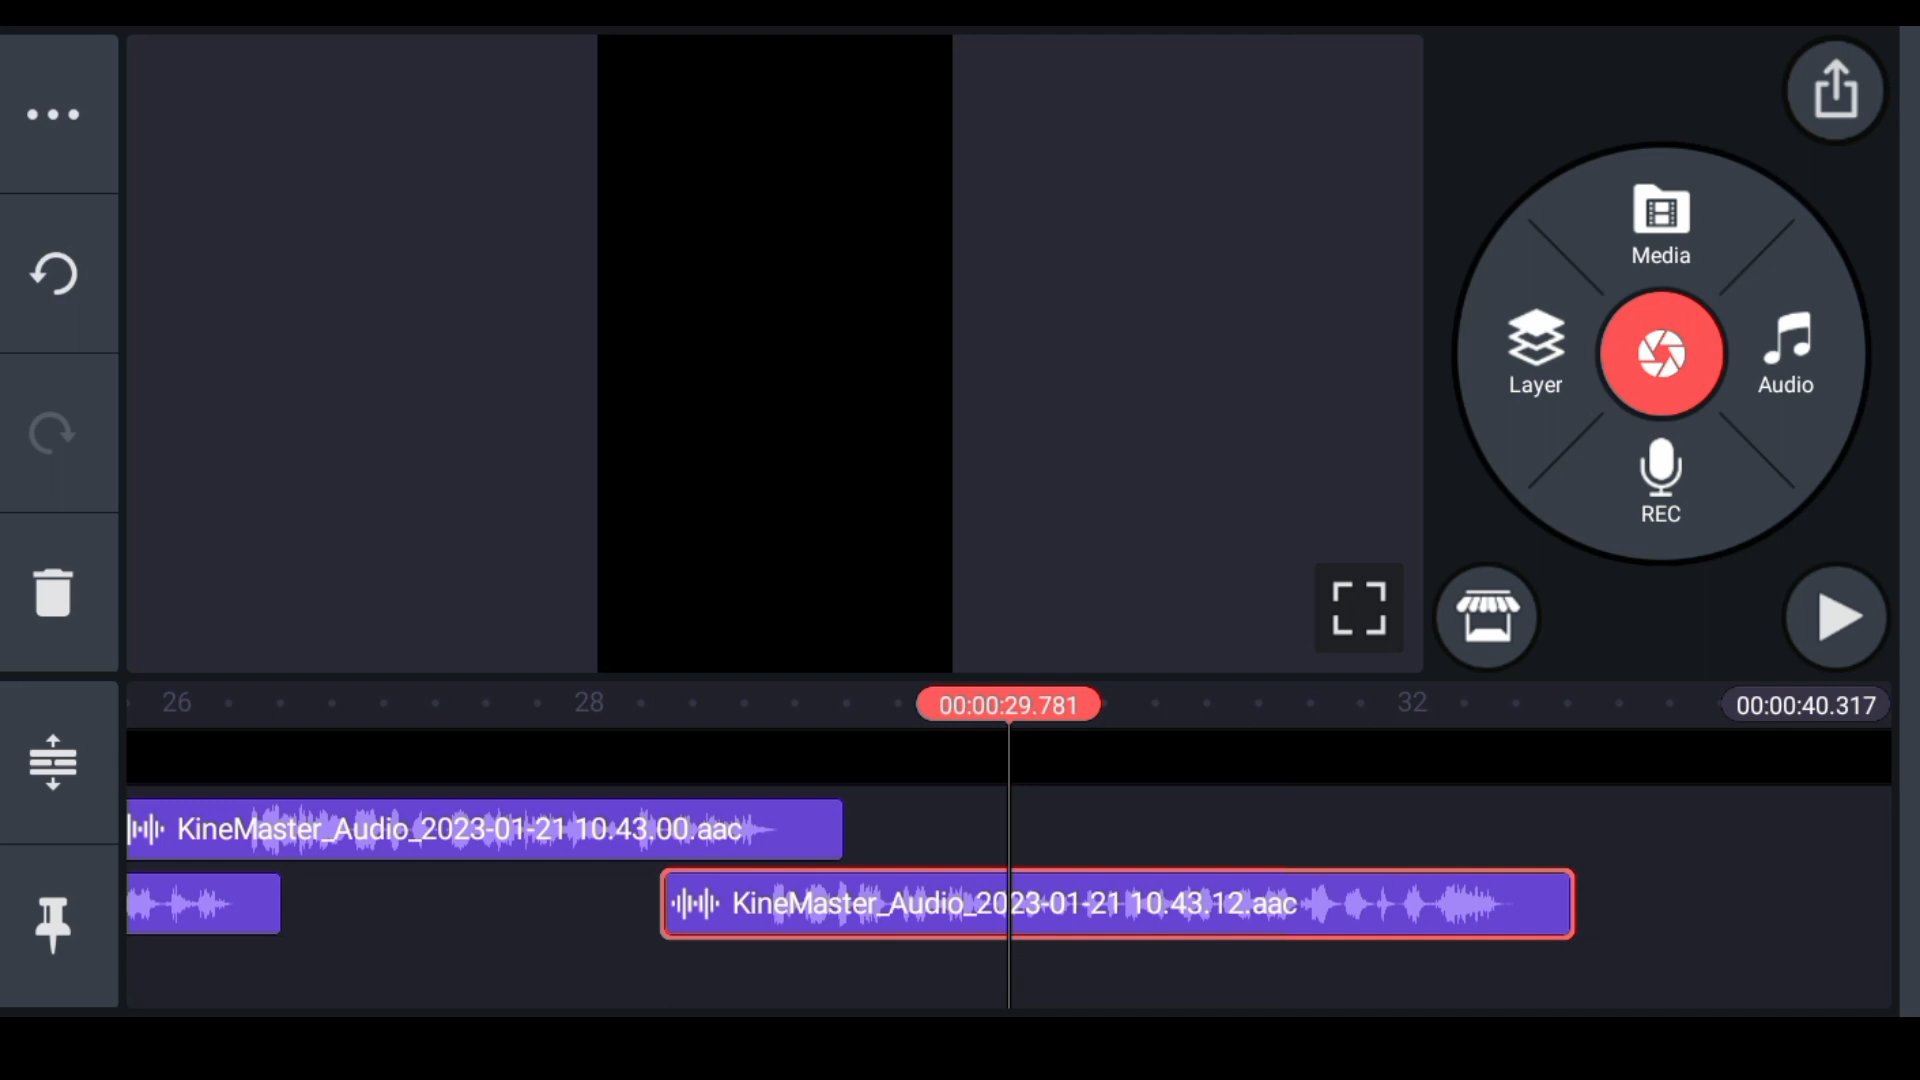 Media
Layer
Audio
REC
26
28
00:00:29.781
32
00:00:40.317
KineMaster_Audio_2023-01-21 10.43.00.aac
KineMaster_Audio_2023-01-21 10.43.12.aac